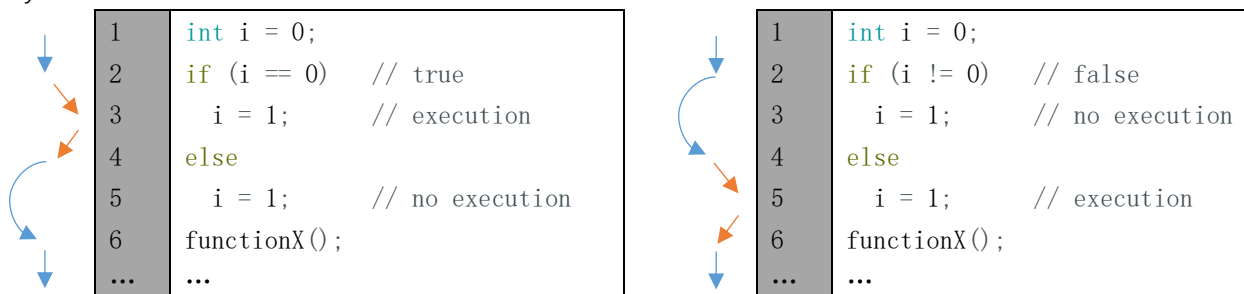 1 int i = 0;
2 if (i == 0) // true
3 i = 1; // execution
4 else
5 i = 1; // no execution
6 functionX();
... ...
1 int i = 0;
2 if (i != 0) // false
3 i = 1; // no execution
4 else
5 i = 1; // execution
6 functionX();
... ...